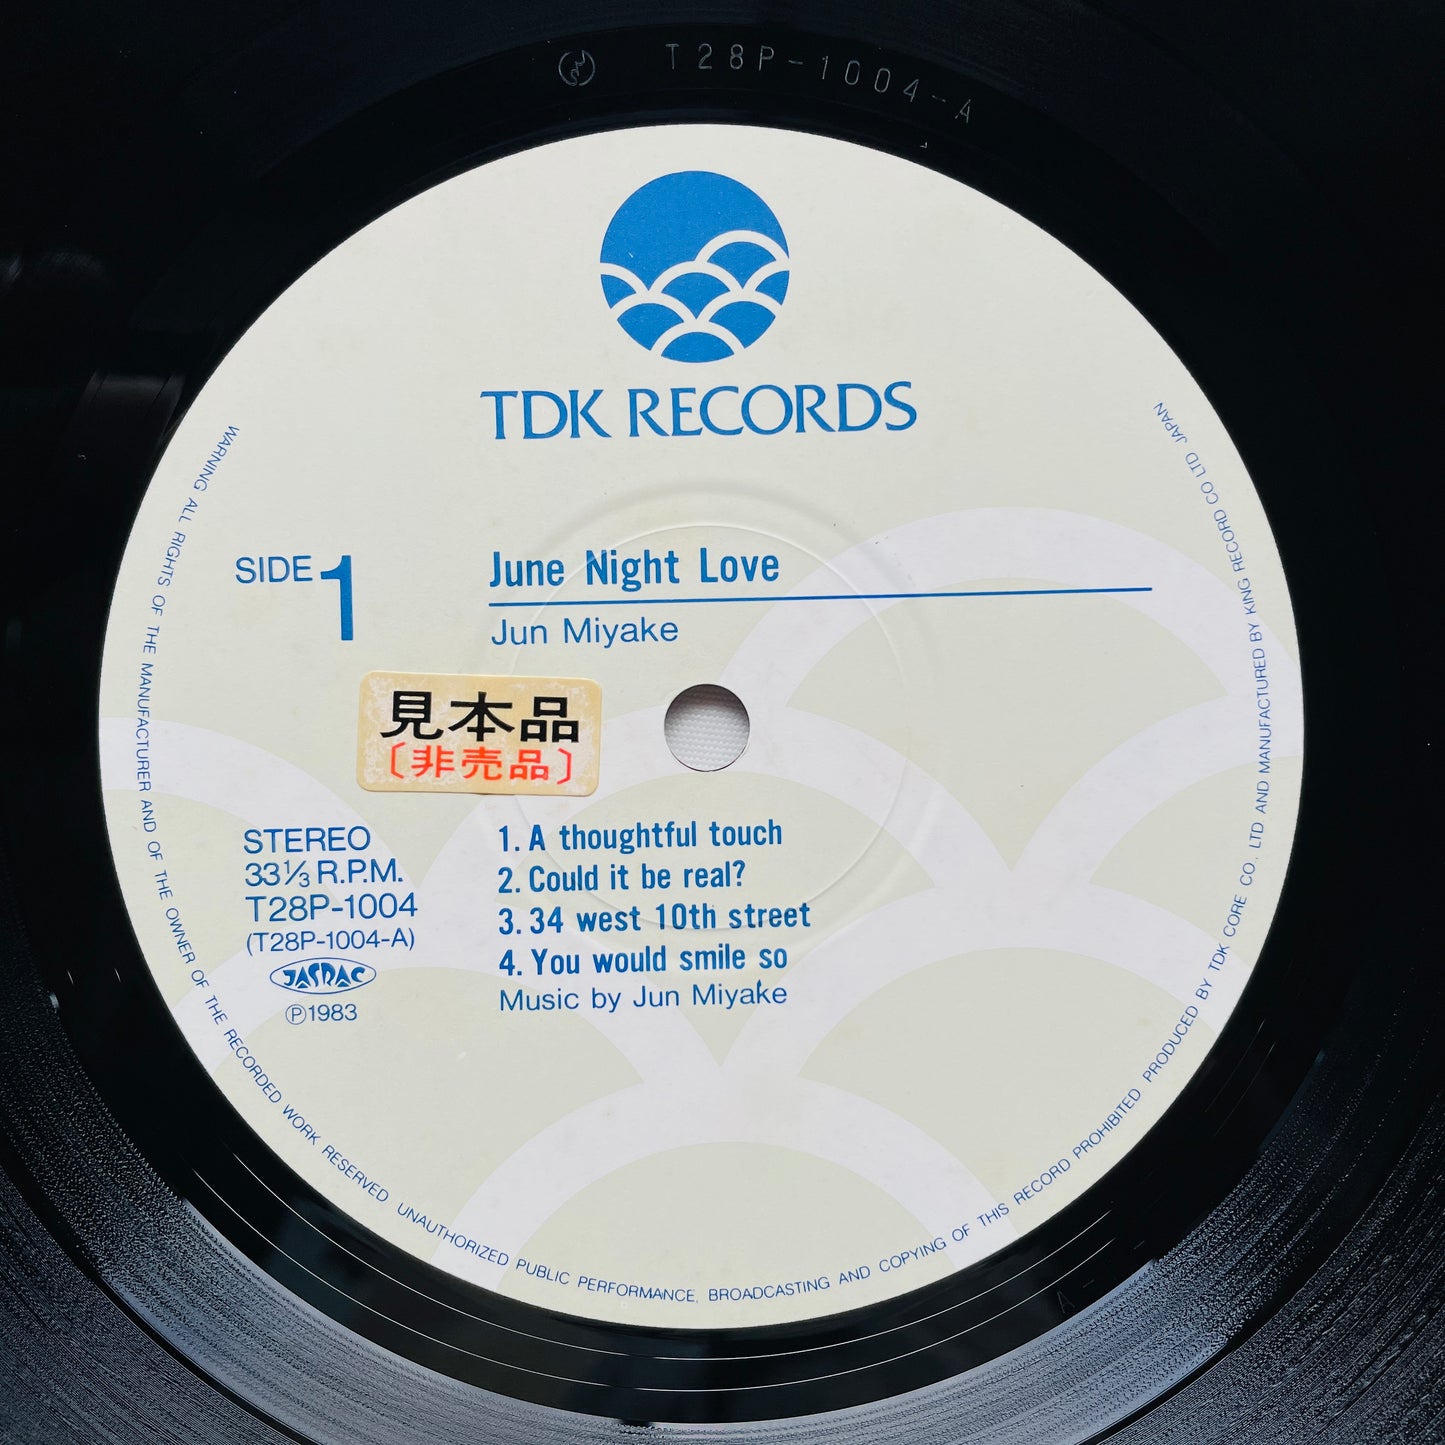 T28P-1004-A
TDK RECORDS
SIDE 1
June Night Love
Jun Miyake
見本品
〔非売品〕
STEREO
33⅓ R.P.M.
T28P-1004
(T28P-1004-A)
JASRAC
Ⓟ1983
1. A thoughtful touch
2. Could it be real?
3. 34 west 10th street
4. You would smile so
Music by Jun Miyake
WARNING ALL RIGHTS OF THE MANUFACTURER AND OF THE OWNER OF THE RECORDED WORK RESERVED UNAUTHORIZED PUBLIC PERFORMANCE, BROADCASTING AND COPYING OF THIS RECORD PROHIBITED PRODUCED BY TDK CORE CO. LTD AND MANUFACTURED BY KING RECORD CO LTD JAPAN
A